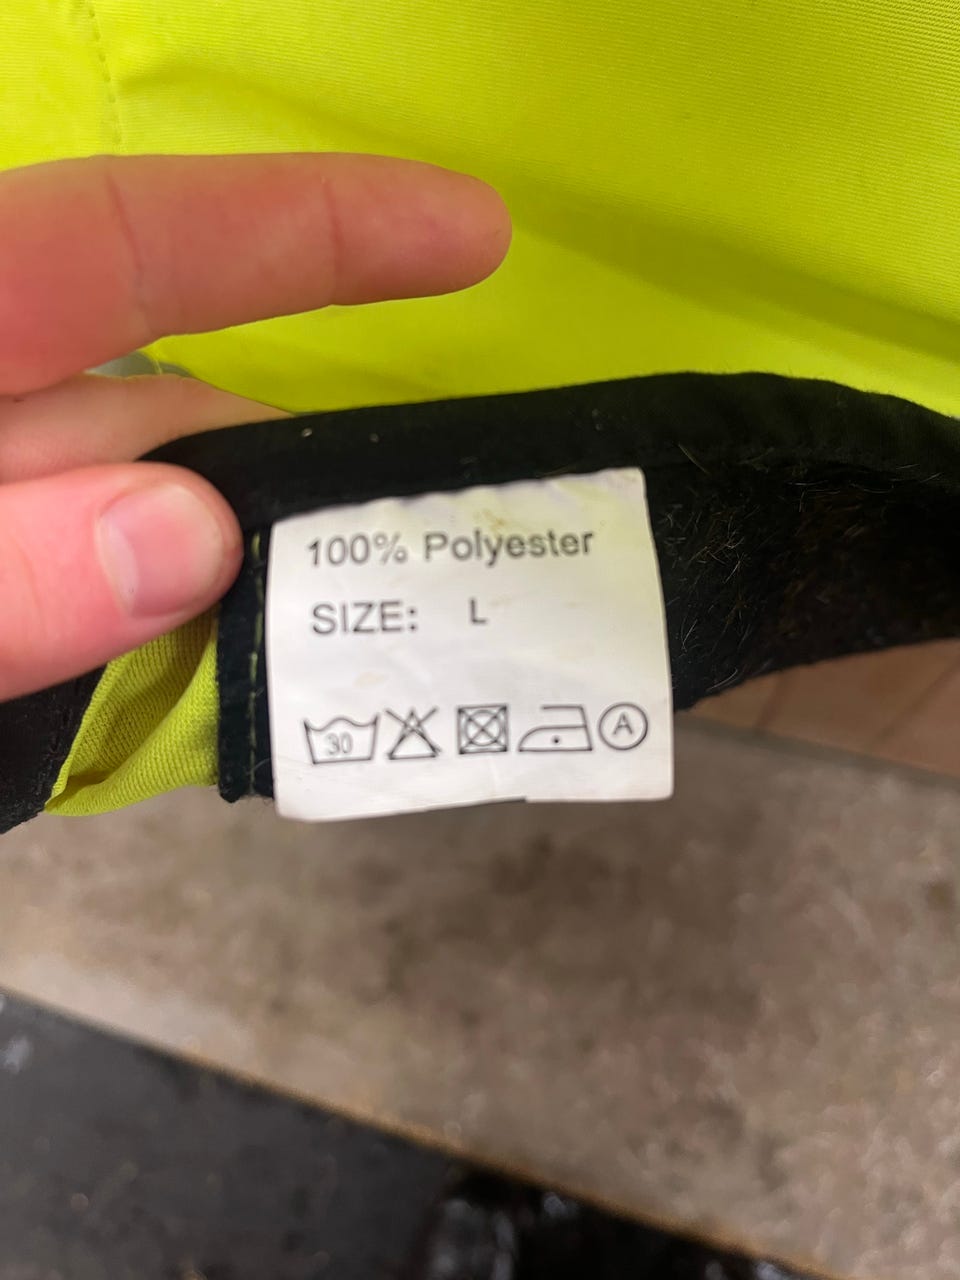 100% Polyester
SIZE: L
30 A